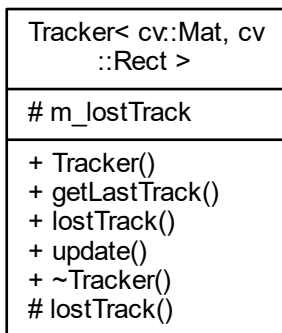 Tracker< cv::Mat, cv
::Rect >
# m_lostTrack
+ Tracker()
+ getLastTrack()
+ lostTrack()
+ update()
+ ~Tracker()
# lostTrack()